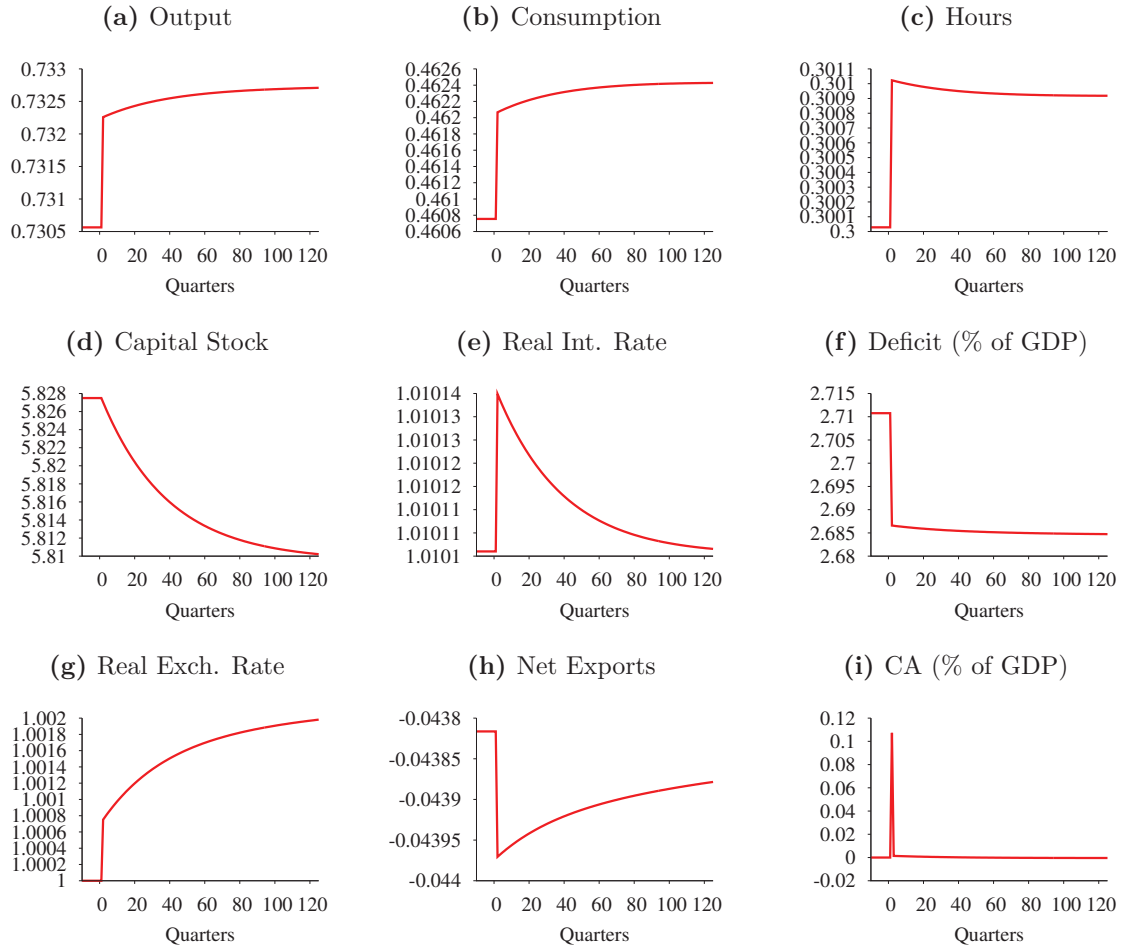 (a) Output
0.733
0.7325
0.732
0.7315
0.731
0.7305
0 20 40 60 80 100 120
Quarters
(b) Consumption
0.4626
0.4624
0.4622
0.462
0.4618
0.4616
0.4614
0.4612
0.461
0.4608
0.4606
0 20 40 60 80 100 120
Quarters
(c) Hours
0.3011
0.301
0.3009
0.3008
0.3007
0.3006
0.3005
0.3004
0.3003
0.3002
0.3001
0.3
0 20 40 60 80 100 120
Quarters
(d) Capital Stock
5.828
5.826
5.824
5.822
5.82
5.818
5.816
5.814
5.812
5.81
0 20 40 60 80 100 120
Quarters
(e) Real Int. Rate
1.01014
1.01013
1.01013
1.01012
1.01012
1.01011
1.01011
1.0101
0 20 40 60 80 100 120
Quarters
(f) Deficit (% of GDP)
2.715
2.71
2.705
2.7
2.695
2.69
2.685
2.68
0 20 40 60 80 100 120
Quarters
(g) Real Exch. Rate
1.002
1.0018
1.0016
1.0014
1.0012
1.001
1.0008
1.0006
1.0004
1.0002
1
0 20 40 60 80 100 120
Quarters
(h) Net Exports
-0.0438
-0.04385
-0.0439
-0.04395
-0.044
0 20 40 60 80 100 120
Quarters
(i) CA (% of GDP)
0.12
0.1
0.08
0.06
0.04
0.02
0
-0.02
0 20 40 60 80 100 120
Quarters